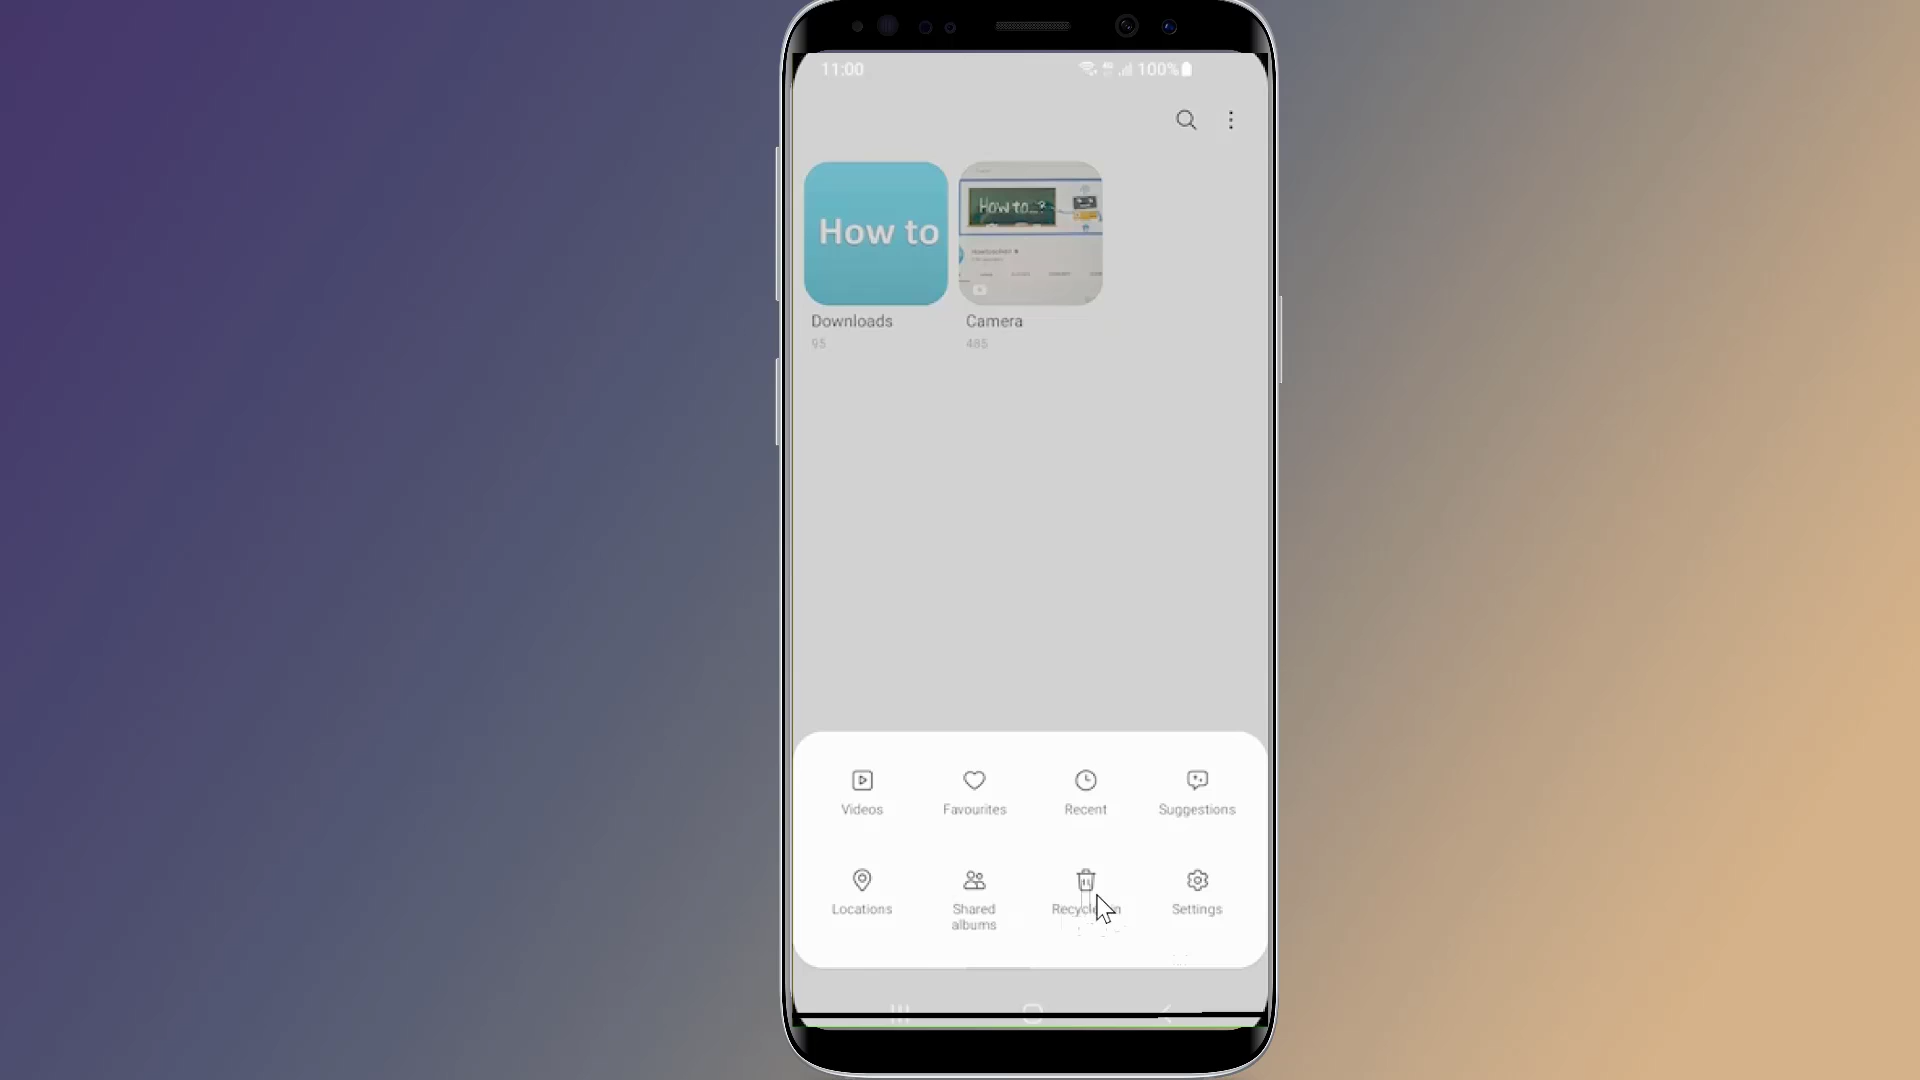 11:00
100%
How to
How to...?
Downloads
Camera
95
485
Videos
Favourites
Recent
Suggestions
Locations
Shared
albums
Settings